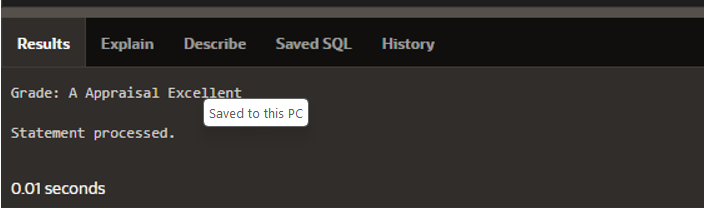 Results Explain Describe Saved SQL History
Grade: A Appraisal Excellent
Saved to this PC
Statement processed.
0.01 seconds